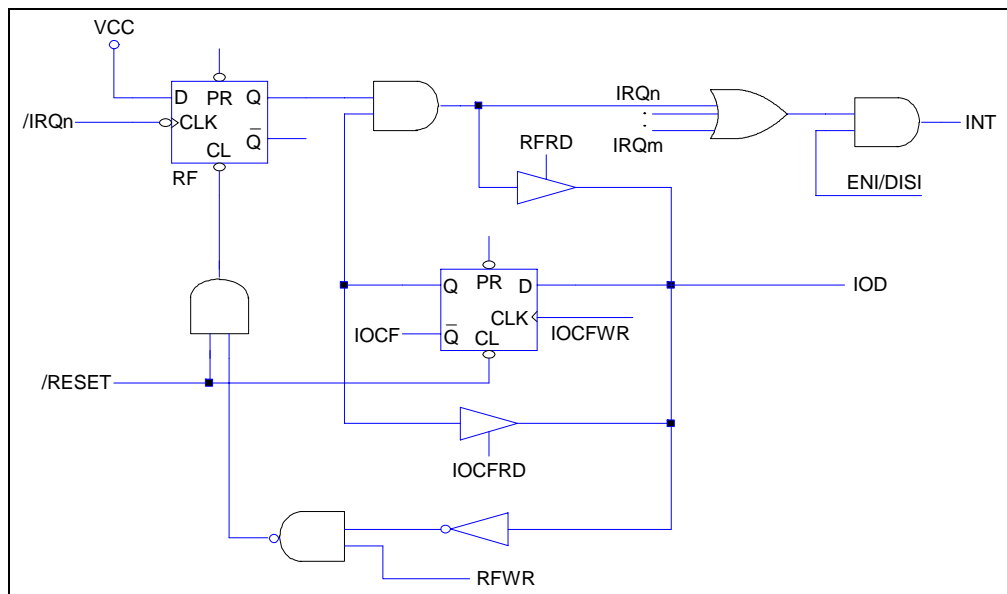 VCC
D
PR
Q
/IRQn
CLK
Q
CL
RF
IRQn
:
IRQm
INT
RFRD
ENI/DISI
Q
PR
D
IOD
CLK
IOCF
Q
CL
IOCFWR
/RESET
IOCFRD
RFWR